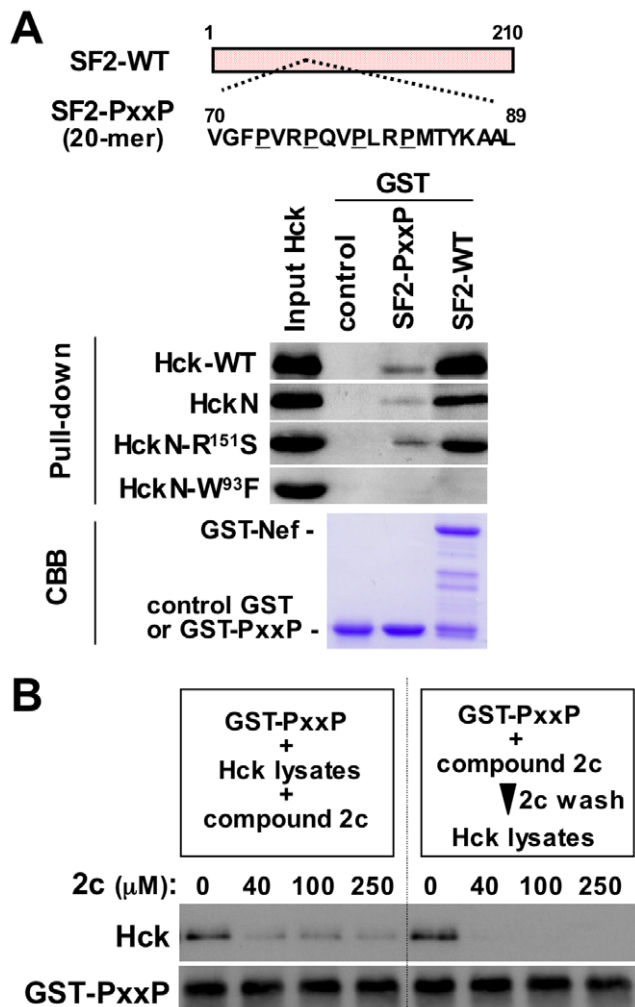 A
1 210
SF2-WT
SF2-PxxP
(20-mer)
70 89
VGFPVRPQVPLRPMTYKAAL
GST
Input Hck
control
SF2-PxxP
SF2-WT
Pull-down
Hck-WT
HckN
HckN-R¹⁵¹S
HckN-W⁹³F
CBB
GST-Nef -
control GST
or GST-PxxP -
B
GST-PxxP
+
Hck lysates
+
compound 2c
GST-PxxP
+
compound 2c
2c wash
Hck lysates
2c (μM): 0 40 100 250 0 40 100 250
Hck
GST-PxxP